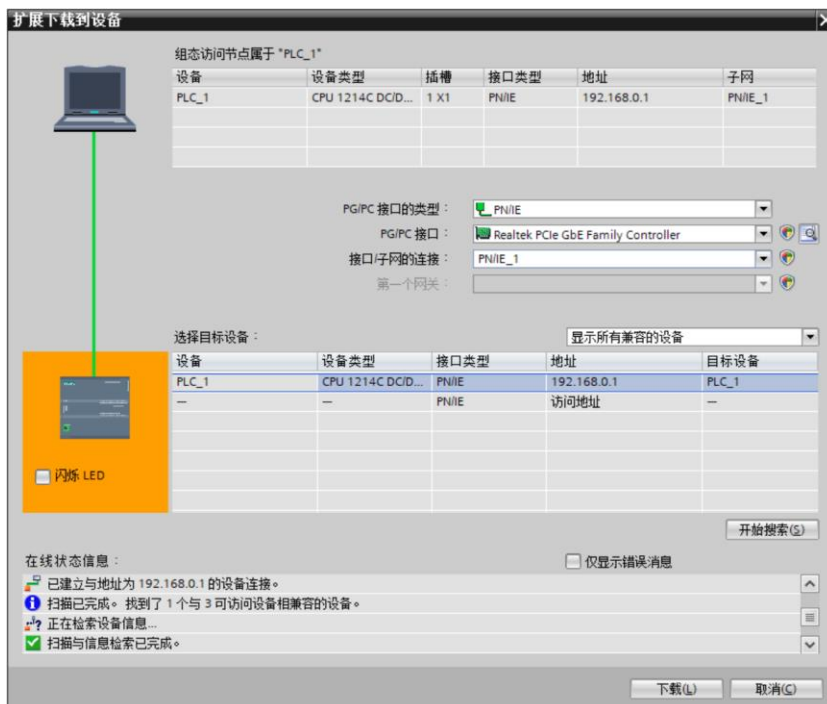 扩展下载到设备
组态访问节点属于 "PLC_1"
设备 设备类型 插槽 接口类型 地址 子网
PLC_1 CPU 1214C DC/D... 1 X1 PN/IE 192.168.0.1 PN/IE_1
PG/PC 接口的类型： PN/IE
PG/PC 接口： Realtek PCIe GbE Family Controller
接口/子网的连接： PN/IE_1
第一个网关：
选择目标设备： 显示所有兼容的设备
设备 设备类型 接口类型 地址 目标设备
PLC_1 CPU 1214C DC/D... PN/IE 192.168.0.1 PLC_1
— — PN/IE 访问地址 —
闪烁 LED
开始搜索(S)
在线状态信息： 仅显示错误消息
已建立与地址为 192.168.0.1 的设备连接。
扫描已完成。找到了 1 个与 3 可访问设备相兼容的设备。
正在检索设备信息...
扫描与信息检索已完成。
下载(L) 取消(C)